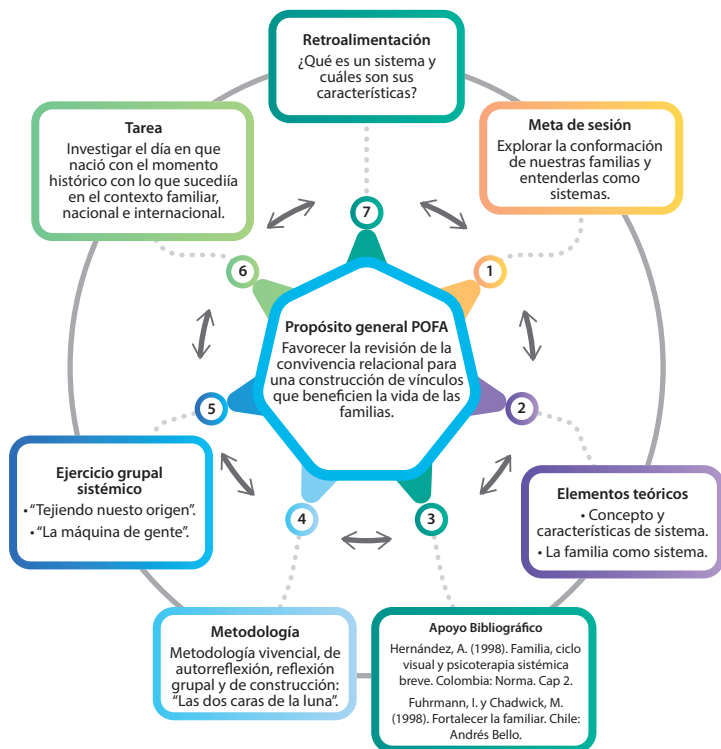 Retroalimentación
¿Qué es un sistema y
cuáles son sus
características?
Tarea
Investigar el día en que
nació con el momento
histórico con lo que sucediía
en el contexto familiar,
nacional e internacional.
Meta de sesión
Explorar la conformación
de nuestras familias y
entenderlas como
sistemas.
7
6
1
Propósito general POFA
Favorecer la revisión de la
convivencia relacional para
una construcción de vínculos
que beneficien la vida de las
familias.
5
2
4
3
Ejercicio grupal
sistémico
• “Tejiendo nuesto origen”.
• “La máquina de gente”.
Elementos teóricos
• Concepto y
características de sistema.
• La familia como sistema.
Metodología
Metodología vivencial, de
autorreflexión, reflexión
grupal y de construcción:
“Las dos caras de la luna”.
Apoyo Bibliográfico
Hernández, A. (1998). Familia, ciclo
visual y psicoterapia sistémica
breve. Colombia: Norma. Cap 2.
Fuhrmann, I. y Chadwick, M.
(1998). Fortalecer la familiar. Chile:
Andrés Bello.